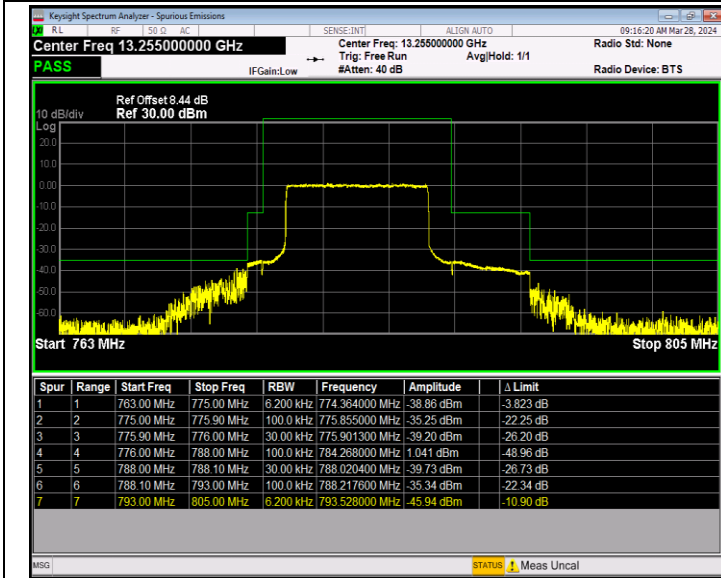 Keysight Spectrum Analyzer - Spurious Emissions
RL RF 50 Ω AC SENSE:INT ALIGN AUTO 09:16:20 AM Mar 28, 2024
Center Freq 13.255000000 GHz Center Freq: 13.255000000 GHz Radio Std: None
Trig: Free Run Avg|Hold: 1/1
PASS IFGain:Low #Atten: 40 dB Radio Device: BTS
Ref Offset 8.44 dB
10 dB/div Ref 30.00 dBm
Log
20.0
10.0
0.00
-10.0
-20.0
-30.0
-40.0
-50.0
-60.0
Start 763 MHz Stop 805 MHz
Spur Range Start Freq Stop Freq RBW Frequency Amplitude Δ Limit
1 1 763.00 MHz 775.00 MHz 6.200 kHz 774.364000 MHz -38.86 dBm -3.823 dB
2 2 775.00 MHz 775.90 MHz 100.0 kHz 775.855000 MHz -35.25 dBm -22.25 dB
3 3 775.90 MHz 776.00 MHz 30.00 kHz 775.901300 MHz -39.20 dBm -26.20 dB
4 4 776.00 MHz 788.00 MHz 100.0 kHz 784.268000 MHz 1.041 dBm -48.96 dB
5 5 788.00 MHz 788.10 MHz 30.00 kHz 788.020400 MHz -39.73 dBm -26.73 dB
6 6 788.10 MHz 793.00 MHz 100.0 kHz 788.217600 MHz -35.34 dBm -22.34 dB
7 7 793.00 MHz 805.00 MHz 6.200 kHz 793.528000 MHz -45.94 dBm -10.90 dB
MSG STATUS Meas Uncal